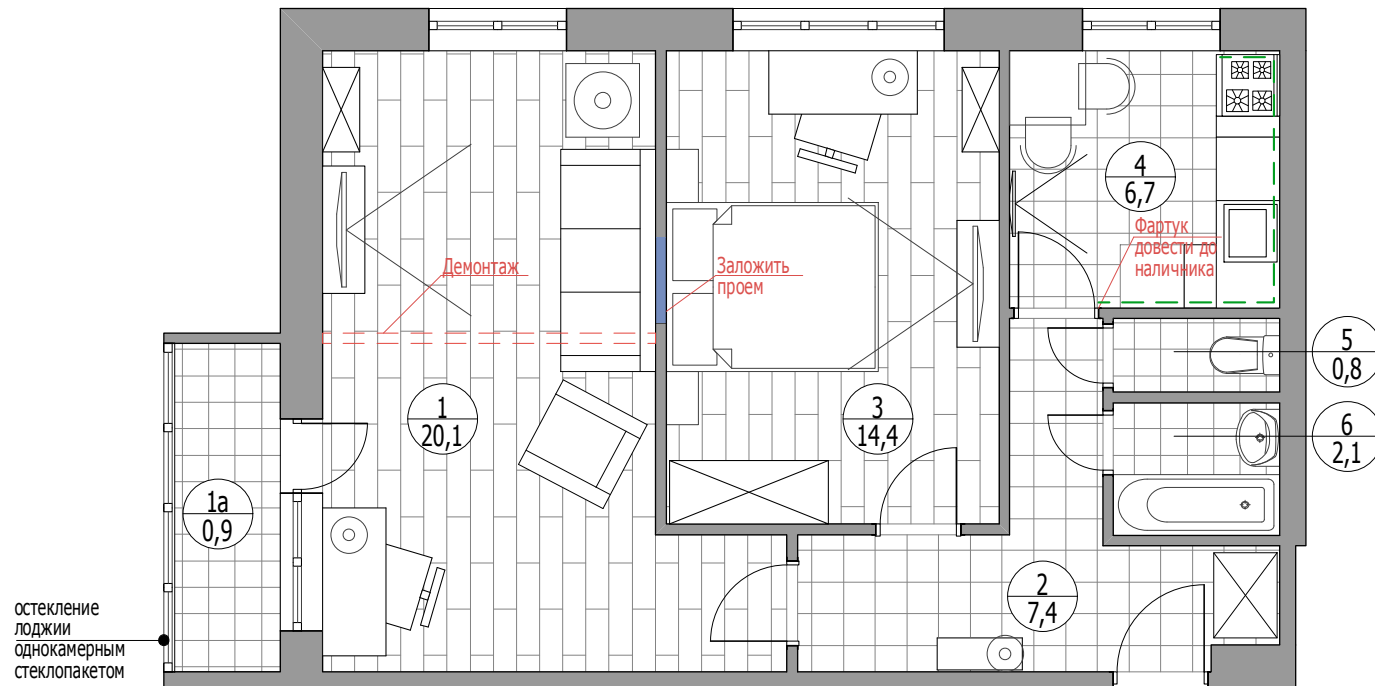 4
6,7
Фартук
довести до
наличника
Демонтаж
Заложить
проем
5
0,8
1
20,1
3
14,4
6
2,1
1а
0,9
2
7,4
остекление
лоджии
однокамерным
стеклопакетом